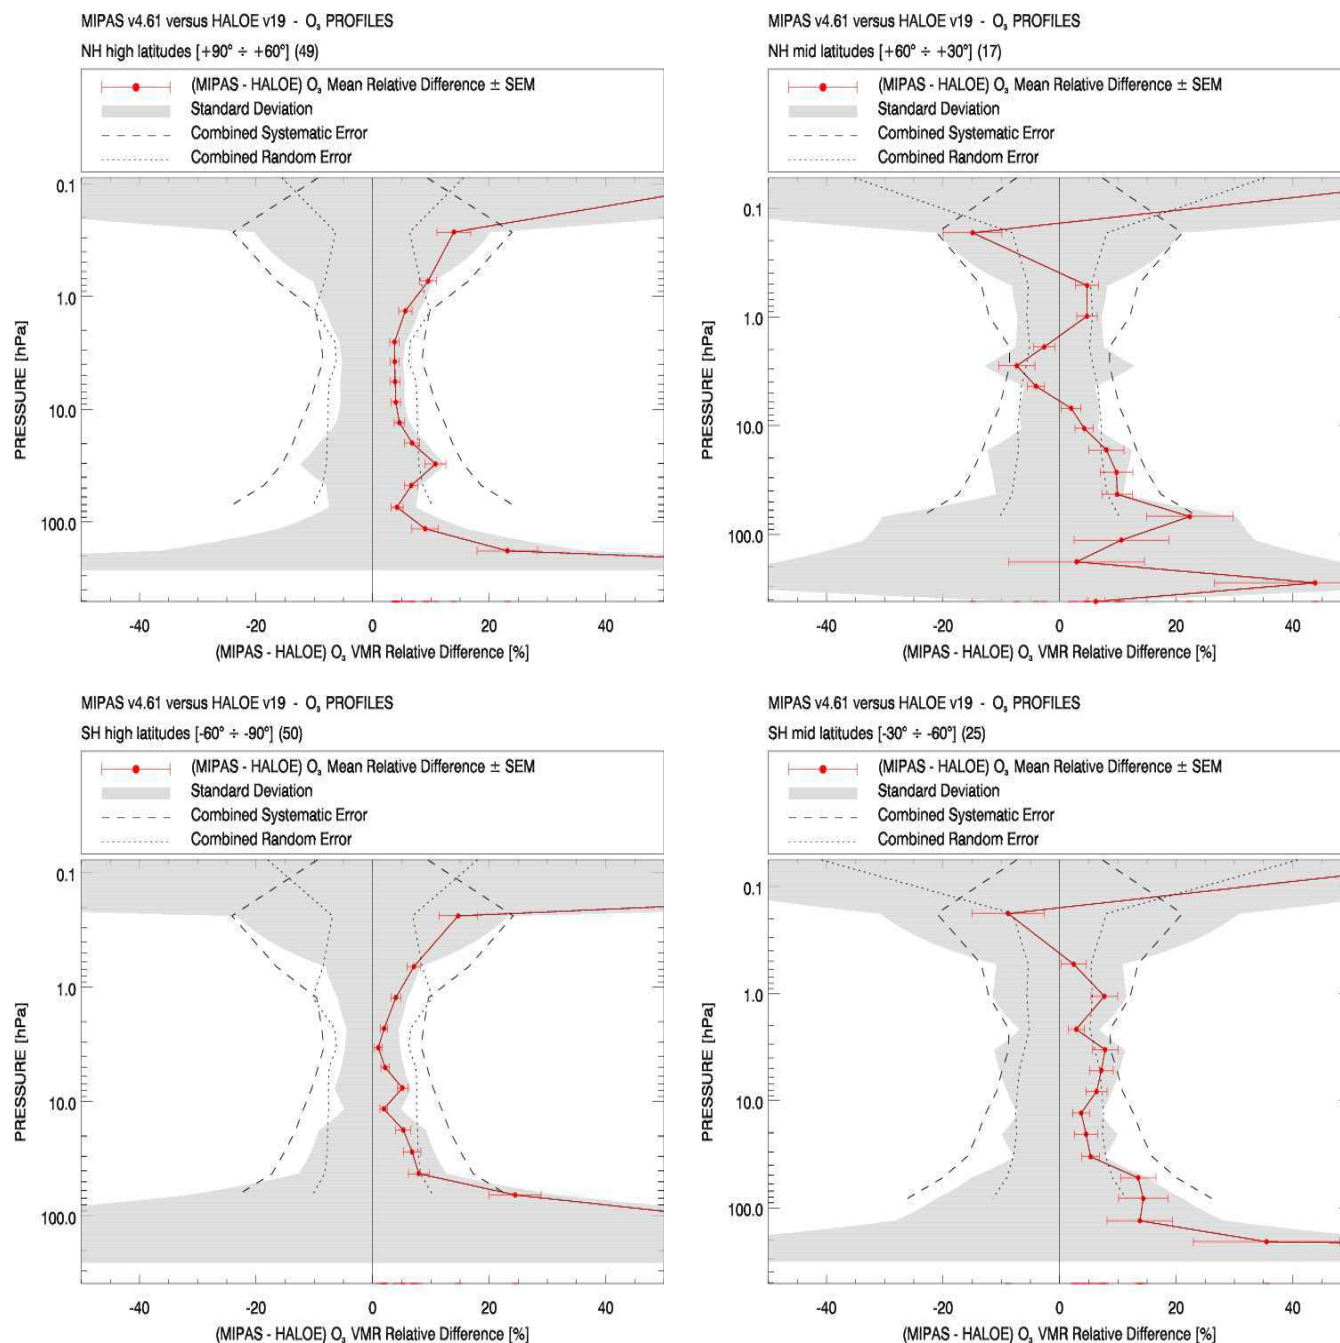 MIPAS v4.61 versus HALOE v19 - O₃ PROFILES
NH high latitudes [+90° ÷ +60°] (49)
(MIPAS - HALOE) O₃ Mean Relative Difference ± SEM
Standard Deviation
Combined Systematic Error
Combined Random Error
0.1
1.0
10.0
100.0
PRESSURE [hPa]
-40 -20 0 20 40
(MIPAS - HALOE) O₃ VMR Relative Difference [%]
MIPAS v4.61 versus HALOE v19 - O₃ PROFILES
NH mid latitudes [+60° ÷ +30°] (17)
(MIPAS - HALOE) O₃ Mean Relative Difference ± SEM
Standard Deviation
Combined Systematic Error
Combined Random Error
0.1
1.0
10.0
100.0
PRESSURE [hPa]
-40 -20 0 20 40
(MIPAS - HALOE) O₃ VMR Relative Difference [%]
MIPAS v4.61 versus HALOE v19 - O₃ PROFILES
SH high latitudes [-60° ÷ -90°] (50)
(MIPAS - HALOE) O₃ Mean Relative Difference ± SEM
Standard Deviation
Combined Systematic Error
Combined Random Error
0.1
1.0
10.0
100.0
PRESSURE [hPa]
-40 -20 0 20 40
(MIPAS - HALOE) O₃ VMR Relative Difference [%]
MIPAS v4.61 versus HALOE v19 - O₃ PROFILES
SH mid latitudes [-30° ÷ -60°] (25)
(MIPAS - HALOE) O₃ Mean Relative Difference ± SEM
Standard Deviation
Combined Systematic Error
Combined Random Error
0.1
1.0
10.0
100.0
PRESSURE [hPa]
-40 -20 0 20 40
(MIPAS - HALOE) O₃ VMR Relative Difference [%]